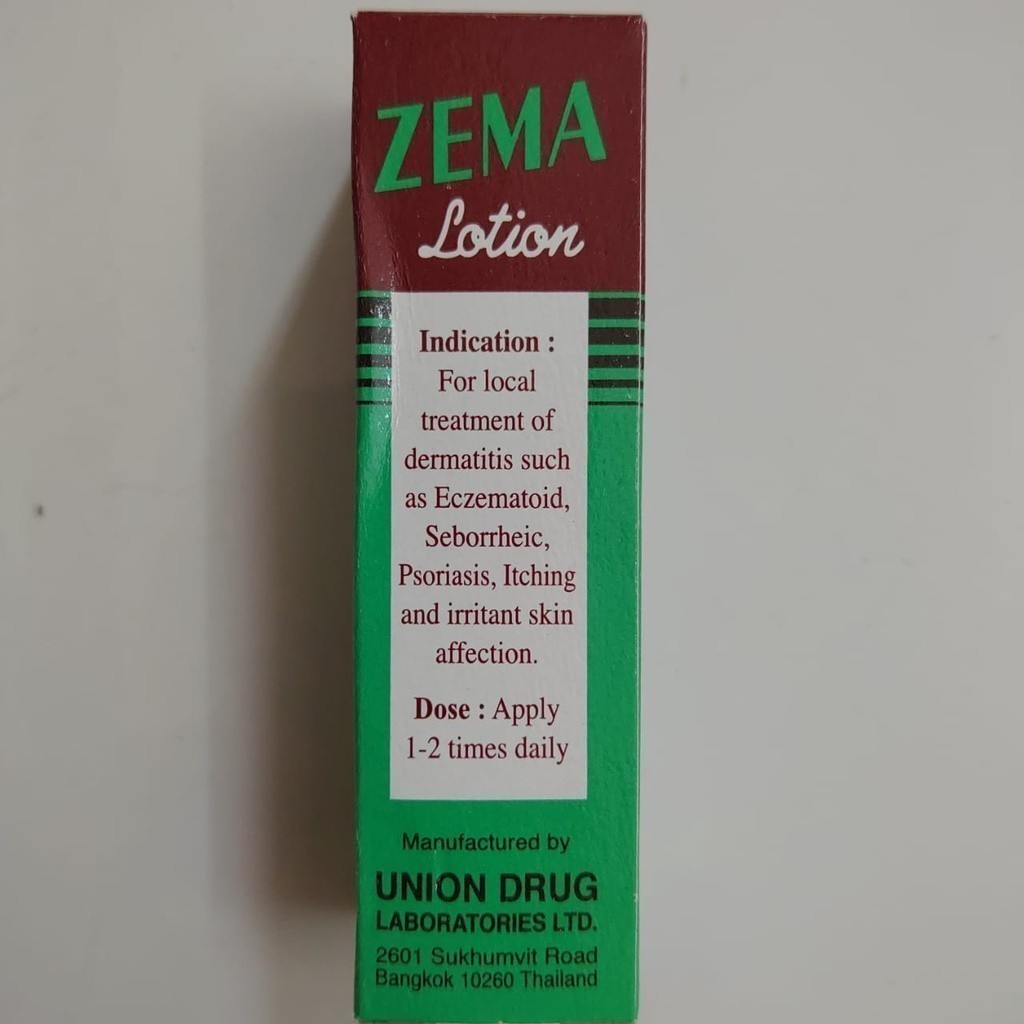 ZEMA
Lotion
Indication :
For local
treatment of
dermatitis such
as Eczematoid,
Seborrheic,
Psoriasis, Itching
and irritant skin
affection.
Dose : Apply
1-2 times daily
Manufactured by
UNION DRUG
LABORATORIES LTD.
2601 Sukhumvit Road
Bangkok 10260 Thailand